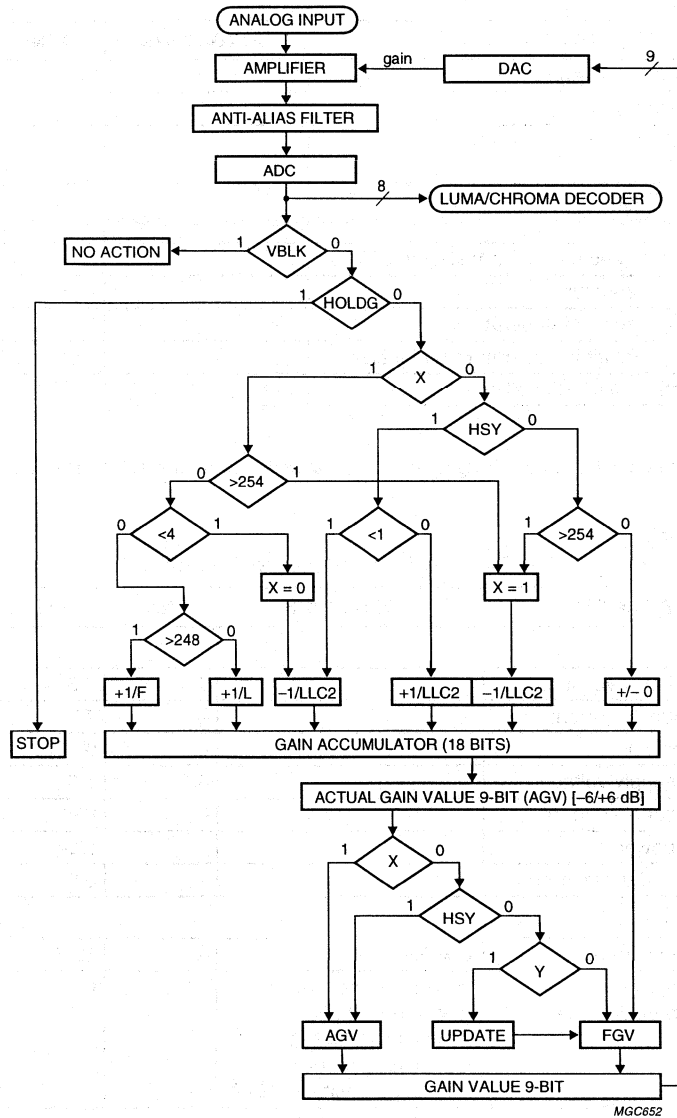 ANALOG INPUT
AMPLIFIER
gain
DAC
9
ANTI-ALIAS FILTER
ADC
8
LUMA/CHROMA DECODER
NO ACTION
1
VBLK
0
1
HOLDG
0
1
X
0
1
HSY
0
0
>254
1
0
<4
1
1
<1
0
1
>254
0
X = 0
X = 1
1
>248
0
+1/F
+1/L
−1/LLC2
+1/LLC2
−1/LLC2
+/− 0
STOP
GAIN ACCUMULATOR (18 BITS)
ACTUAL GAIN VALUE 9-BIT (AGV) [−6/+6 dB]
1
X
0
1
HSY
0
1
Y
0
AGV
UPDATE
FGV
GAIN VALUE 9-BIT
MGC652